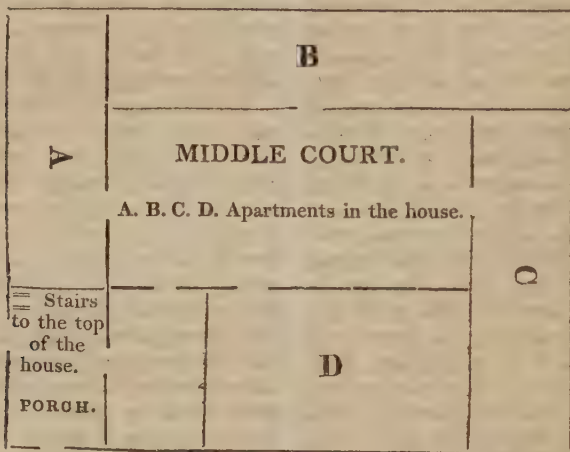 B
A
MIDDLE COURT.
A. B. C. D. Apartments in the house.
C
Stairs
to the top
of the
house.
D
PORCH.